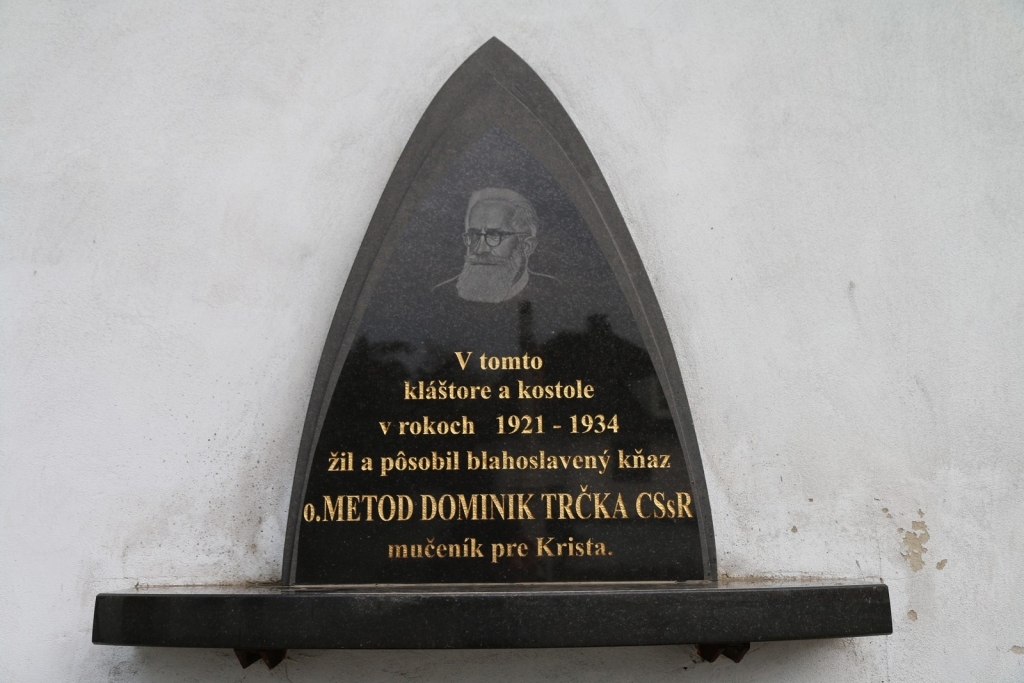 V tomto
kláštore a kostole
v rokoch 1921 - 1934
žil a pôsobil blahoslavený kňaz
o.METOD DOMINIK TRČKA CSsR
mučeník pre Krista.